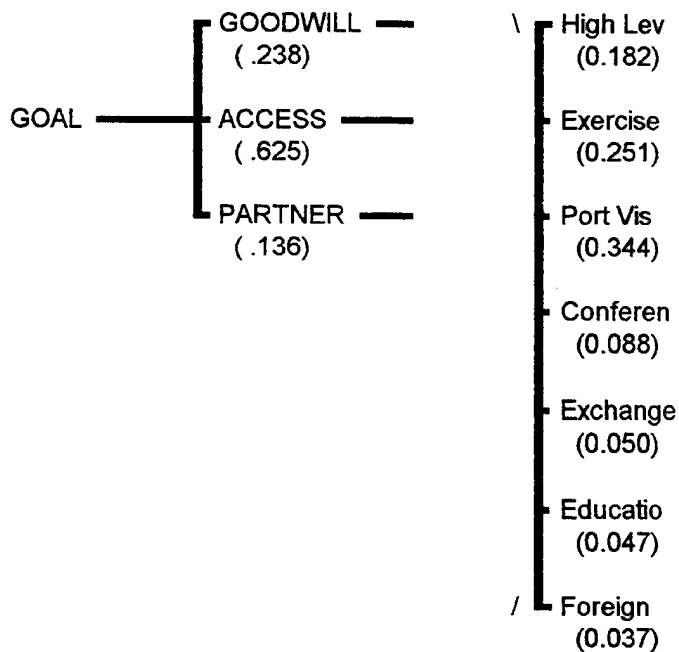 GOAL
GOODWILL
( .238)
ACCESS
( .625)
PARTNER
( .136)
\
High Lev
(0.182)
Exercise
(0.251)
Port Vis
(0.344)
Conferen
(0.088)
Exchange
(0.050)
Educatio
(0.047)
/
Foreign
(0.037)